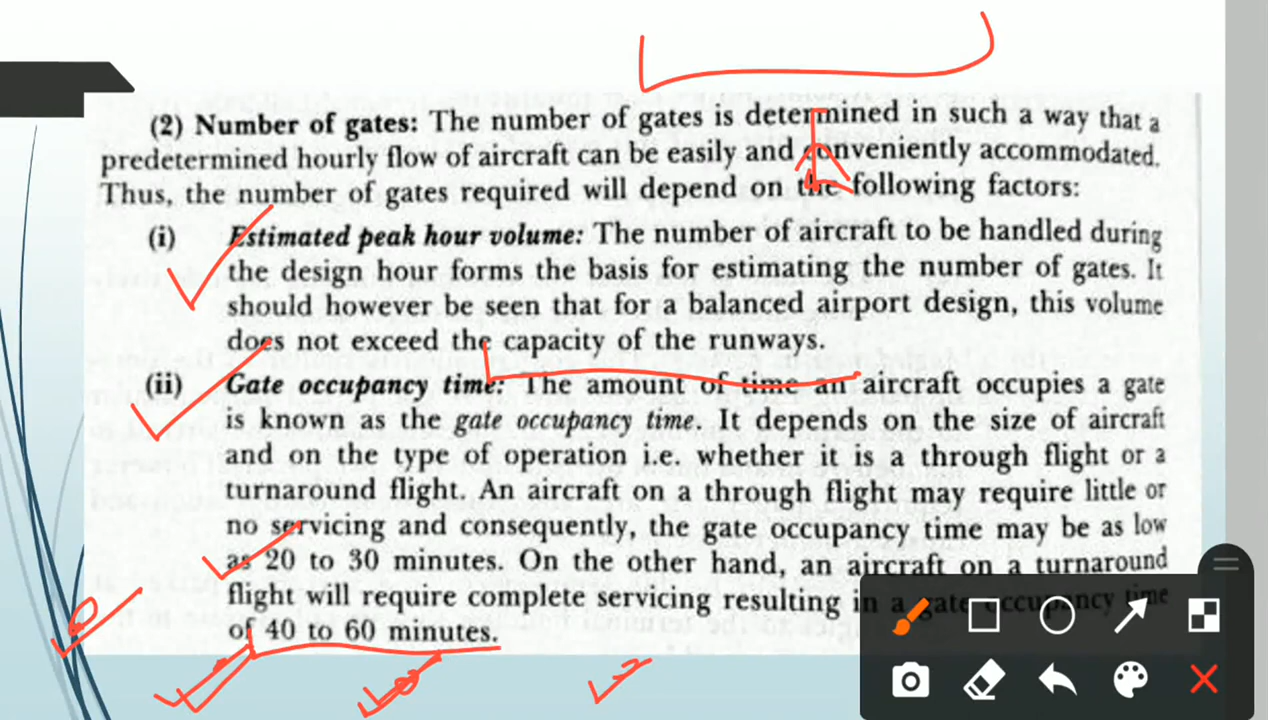 (2) Number of gates: The number of gates is determined in such a way that a
predetermined hourly flow of aircraft can be easily and conveniently accommodated.
Thus, the number of gates required will depend on the following factors:
(i) Estimated peak hour volume: The number of aircraft to be handled during
the design hour forms the basis for estimating the number of gates. It
should however be seen that for a balanced airport design, this volume
does not exceed the capacity of the runways.
(ii) Gate occupancy time: The amount of time an aircraft occupies a gate
is known as the gate occupancy time. It depends on the size of aircraft
and on the type of operation i.e. whether it is a through flight or a
turnaround flight. An aircraft on a through flight may require little or
no servicing and consequently, the gate occupancy time may be as low
as 20 to 30 minutes. On the other hand, an aircraft on a turnaround
flight will require complete servicing resulting in a gate occupancy time
of 40 to 60 minutes.